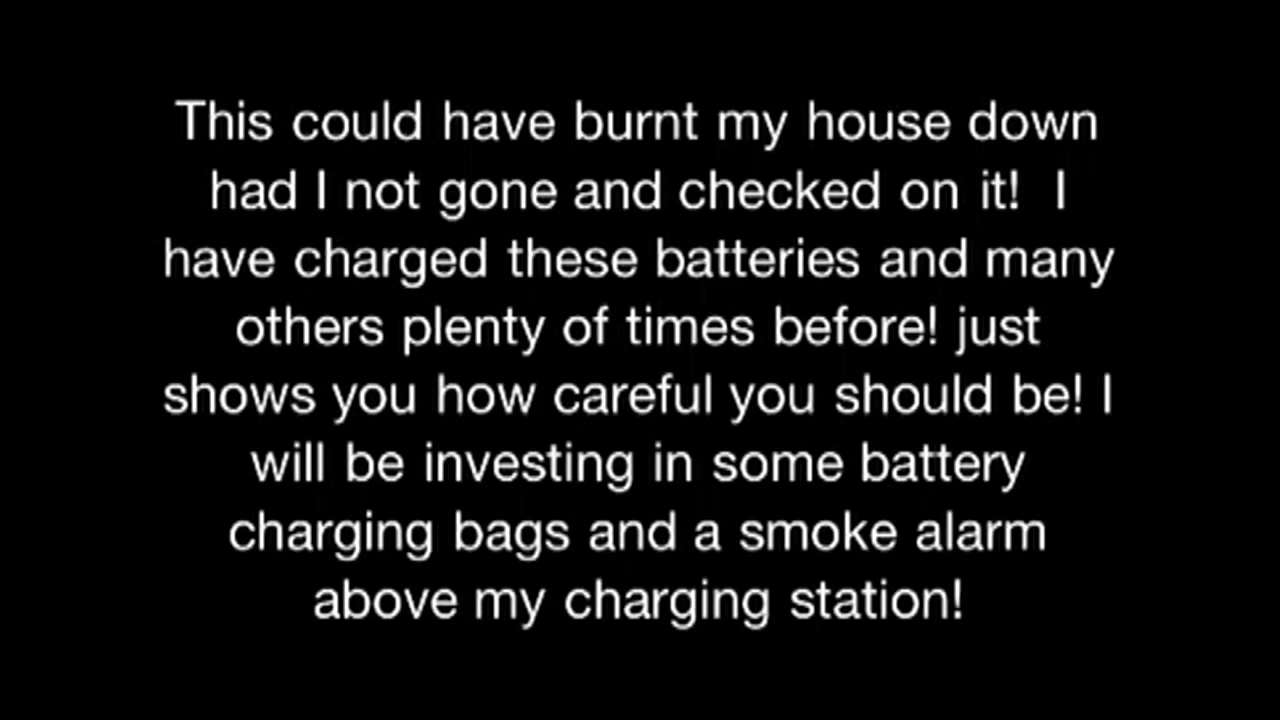 This could have burnt my house down
had I not gone and checked on it!  I
have charged these batteries and many
others plenty of times before! just
shows you how careful you should be! I
will be investing in some battery
charging bags and a smoke alarm
above my charging station!